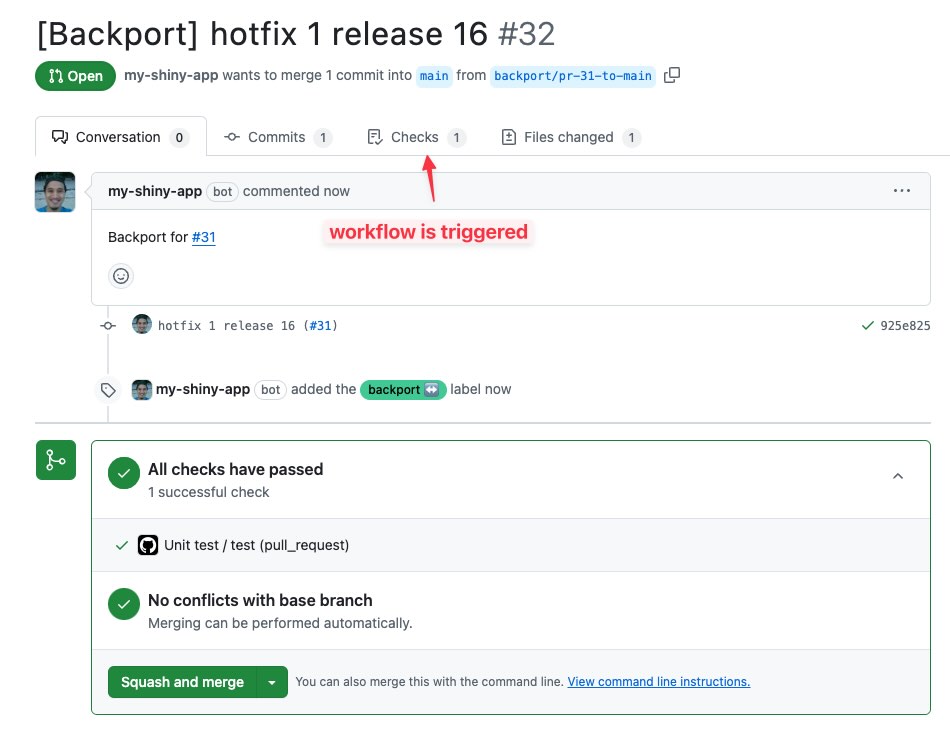 [Backport] hotfix 1 release 16 #32
Open my-shiny-app wants to merge 1 commit into main from backport/pr-31-to-main
Conversation 0 Commits 1 Checks 1 Files changed 1
my-shiny-app bot commented now
workflow is triggered
Backport for #31
hotfix 1 release 16 (#31) 925e825
my-shiny-app bot added the backport label now
All checks have passed
1 successful check
Unit test / test (pull_request)
No conflicts with base branch
Merging can be performed automatically.
Squash and merge You can also merge this with the command line. View command line instructions.